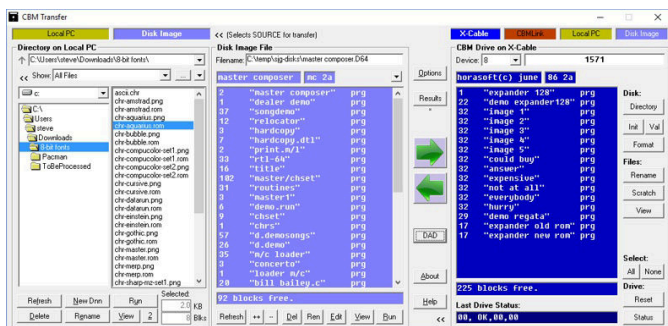 CBM Transfer
Local PC
Disk Image
<< (Selects SOURCE for transfer)
X-Cable
CBMLink
Local PC
Disk Image
Directory on Local PC
C:\Users\steve\Downloads\8-bit fonts\
<< Show: All Files
...
c:
C:\
Users
steve
Downloads
8-bit fonts
Pacman
ToBeProcessed
ascii.chr
chr-amstrad.png
chr-amstrad.rom
chr-aquarius.png
chr-aquarius.rom
chr-bubble.png
chr-bubble.rom
chr-compucolor-set1.png
chr-compucolor-set1.rom
chr-compucolor-set2.png
chr-compucolor-set2.rom
chr-cursive.png
chr-cursive.rom
chr-datarun.png
chr-datarun.rom
chr-einstein.png
chr-einstein.rom
chr-gothic.png
chr-gothic.rom
chr-master.rom
chr-merp.png
chr-merp.rom
chr-sharp-mz-set1.png
Refresh
New Dnn
Run
Selected:
2.0 KB
Delete
Rename
View
2
8 Blks
Disk Image File
Filename: C:\temp\sjg-disks\master composer.D64
master composer mc 2a
2 "master composer" prg
1 "dealer demo" prg
37 "songdemo" prg
12 "relocator" prg
3 "hardcopy" prg
7 "hardcopy.dtl" prg
7 "print.m/1" prg
33 "rtl-64" prg
16 "title" prg
102 "master/chset" prg
31 "routines" prg
3 "master1" prg
6 "demo.run" prg
9 "chset" prg
1 "chrs" prg
57 "d.demosongs" prg
26 "d.demo" prg
35 "m/c loader" prg
3 "concerto" prg
1 "loader m/c" prg
20 "bill bailey.c" prg
92 blocks free.
Refresh
++
--
Del
Ren
Edit
View
Run
Options
Results
"
DAD
About
Help
<<
CBM Drive on X-Cable
Device: 8
1571
horasoft(c) june 86 2a
1 "expander 128" prg
22 "demo expander128" prg
32 "image 1" prg
32 "image 2" prg
32 "image 3" prg
32 "image 4" prg
32 "image 5" prg
32 "could buy" prg
32 "answer" prg
32 "expensive" prg
32 "not at all" prg
32 "everybody" prg
32 "hurry" prg
29 "demo regata" prg
17 "expander old rom" prg
17 "expander new rom" prg
225 blocks free.
Last Drive Status:
00, OK,00,00
Disk:
Directory
Init
Val
Format
Files:
Rename
Scratch
View
Select:
All
None
Drive:
Reset
Status